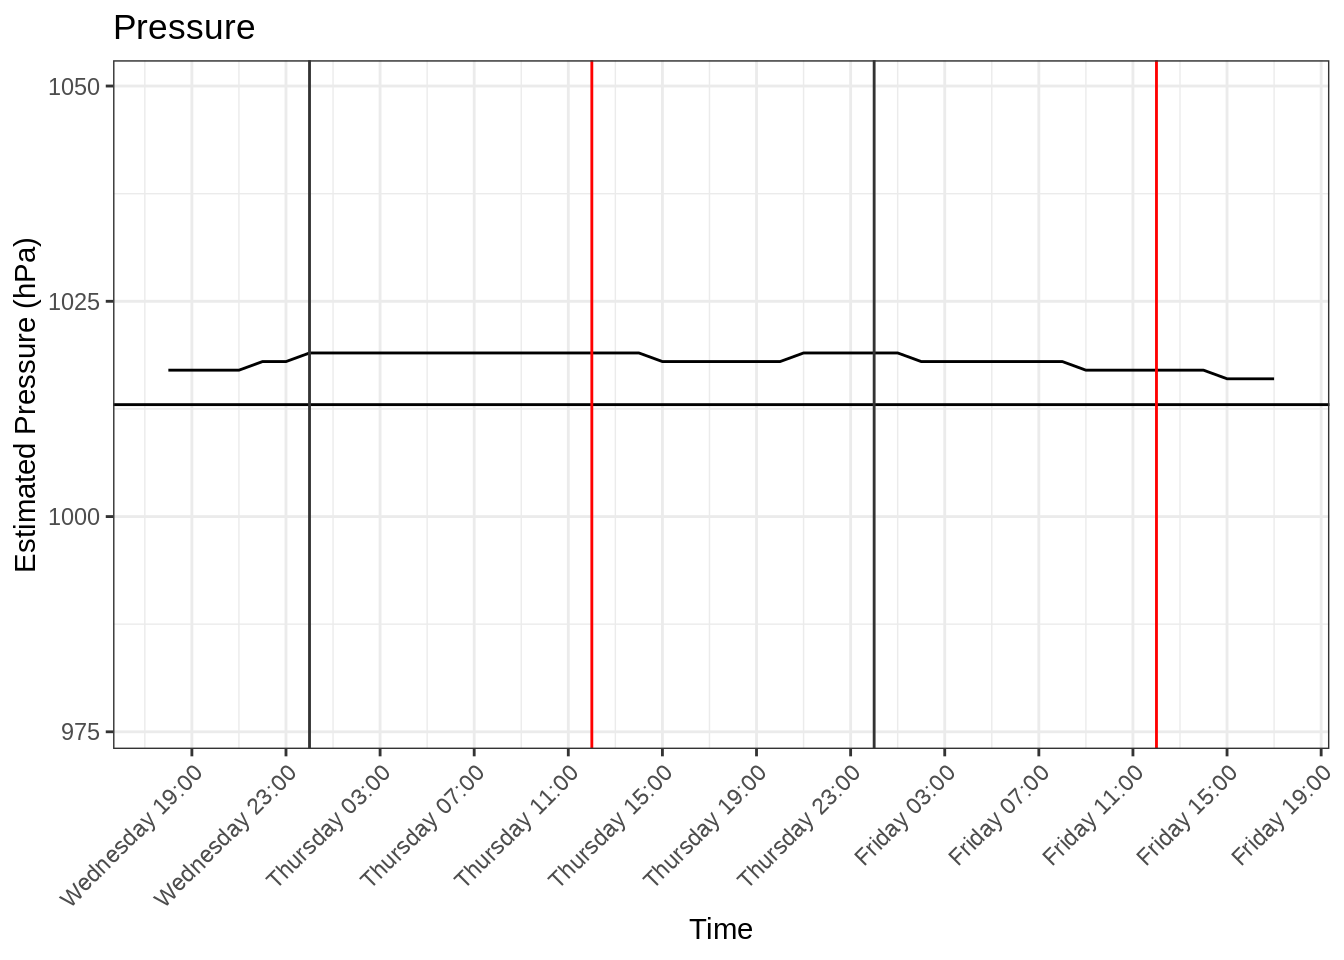 Pressure
Estimated Pressure (hPa)
1050
1025
1000
975
Wednesday 19:00
Wednesday 23:00
Thursday 03:00
Thursday 07:00
Thursday 11:00
Thursday 15:00
Thursday 19:00
Thursday 23:00
Friday 03:00
Friday 07:00
Friday 11:00
Friday 15:00
Friday 19:00
Time